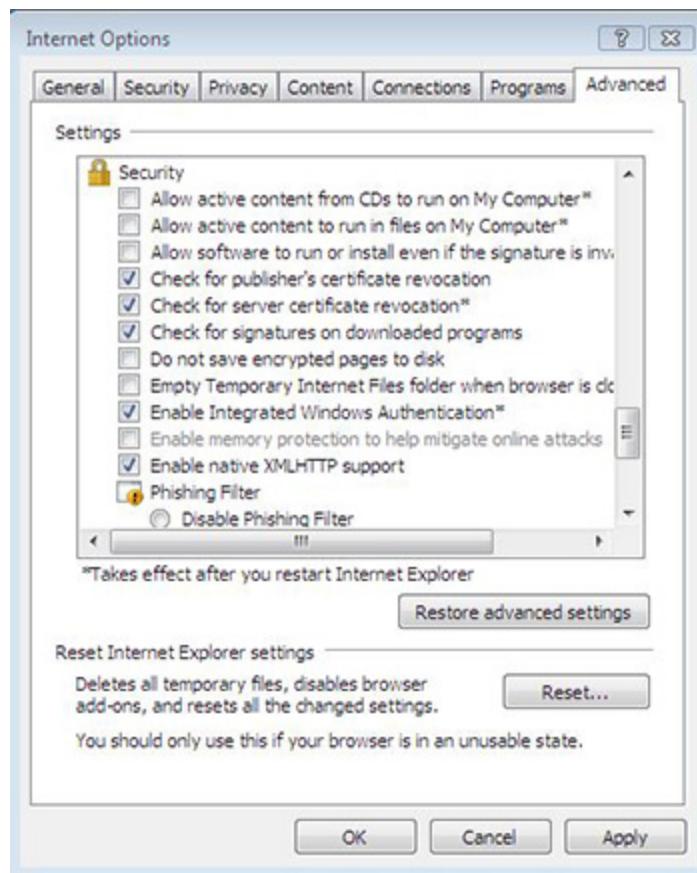 Internet Options
General Security Privacy Content Connections Programs Advanced
Settings
Security
Allow active content from CDs to run on My Computer*
Allow active content to run in files on My Computer*
Allow software to run or install even if the signature is inva
Check for publisher's certificate revocation
Check for server certificate revocation*
Check for signatures on downloaded programs
Do not save encrypted pages to disk
Empty Temporary Internet Files folder when browser is clc
Enable Integrated Windows Authentication*
Enable memory protection to help mitigate online attacks
Enable native XMLHTTP support
Phishing Filter
Disable Phishing Filter
*Takes effect after you restart Internet Explorer
Restore advanced settings
Reset Internet Explorer settings
Deletes all temporary files, disables browser
add-ons, and resets all the changed settings.
Reset...
You should only use this if your browser is in an unusable state.
OK Cancel Apply